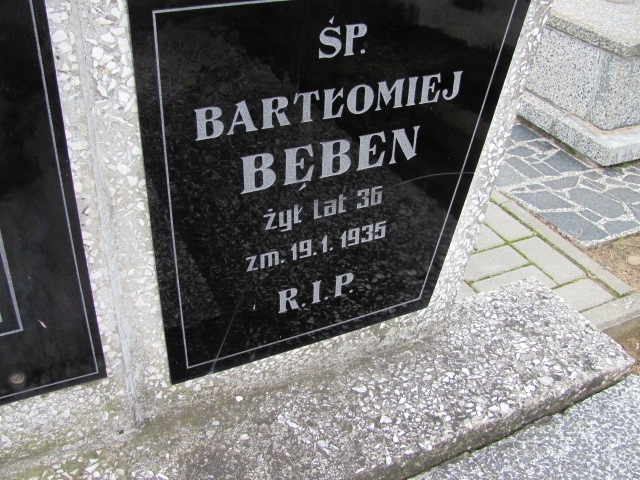 ŚP.
BARTŁOMIEJ
BĘBEN
żył lat 36
zm. 19.1. 1935
R.I.P.